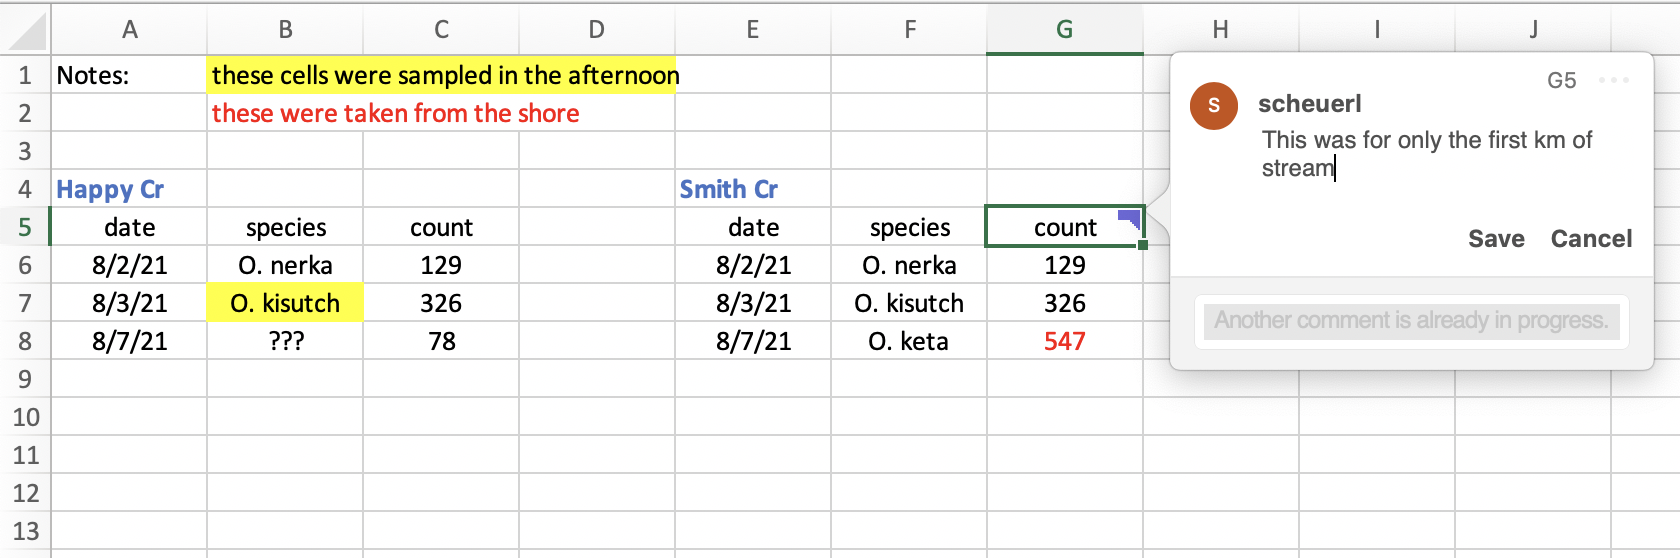 A B C D E F G H I J
1 Notes: these cells were sampled in the afternoon
2 these were taken from the shore
3
4 Happy Cr Smith Cr
5 date species count date species count
6 8/2/21 O. nerka 129 8/2/21 O. nerka 129
7 8/3/21 O. kisutch 326 8/3/21 O. kisutch 326
8 8/7/21 ??? 78 8/7/21 O. keta 547
9
10
11
12
13
G5
S scheuerl
This was for only the first km of
stream
Save Cancel
Another comment is already in progress.